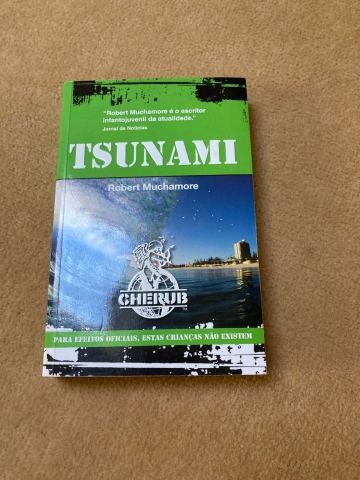 "Robert Muchamore é o escritor
infantojuvenil da atualidade."
Jornal de Notícias
TSUNAMI
Robert Muchamore
CHERUB
PARA EFEITOS OFICIAIS, ESTAS CRIANÇAS NÃO EXISTEM